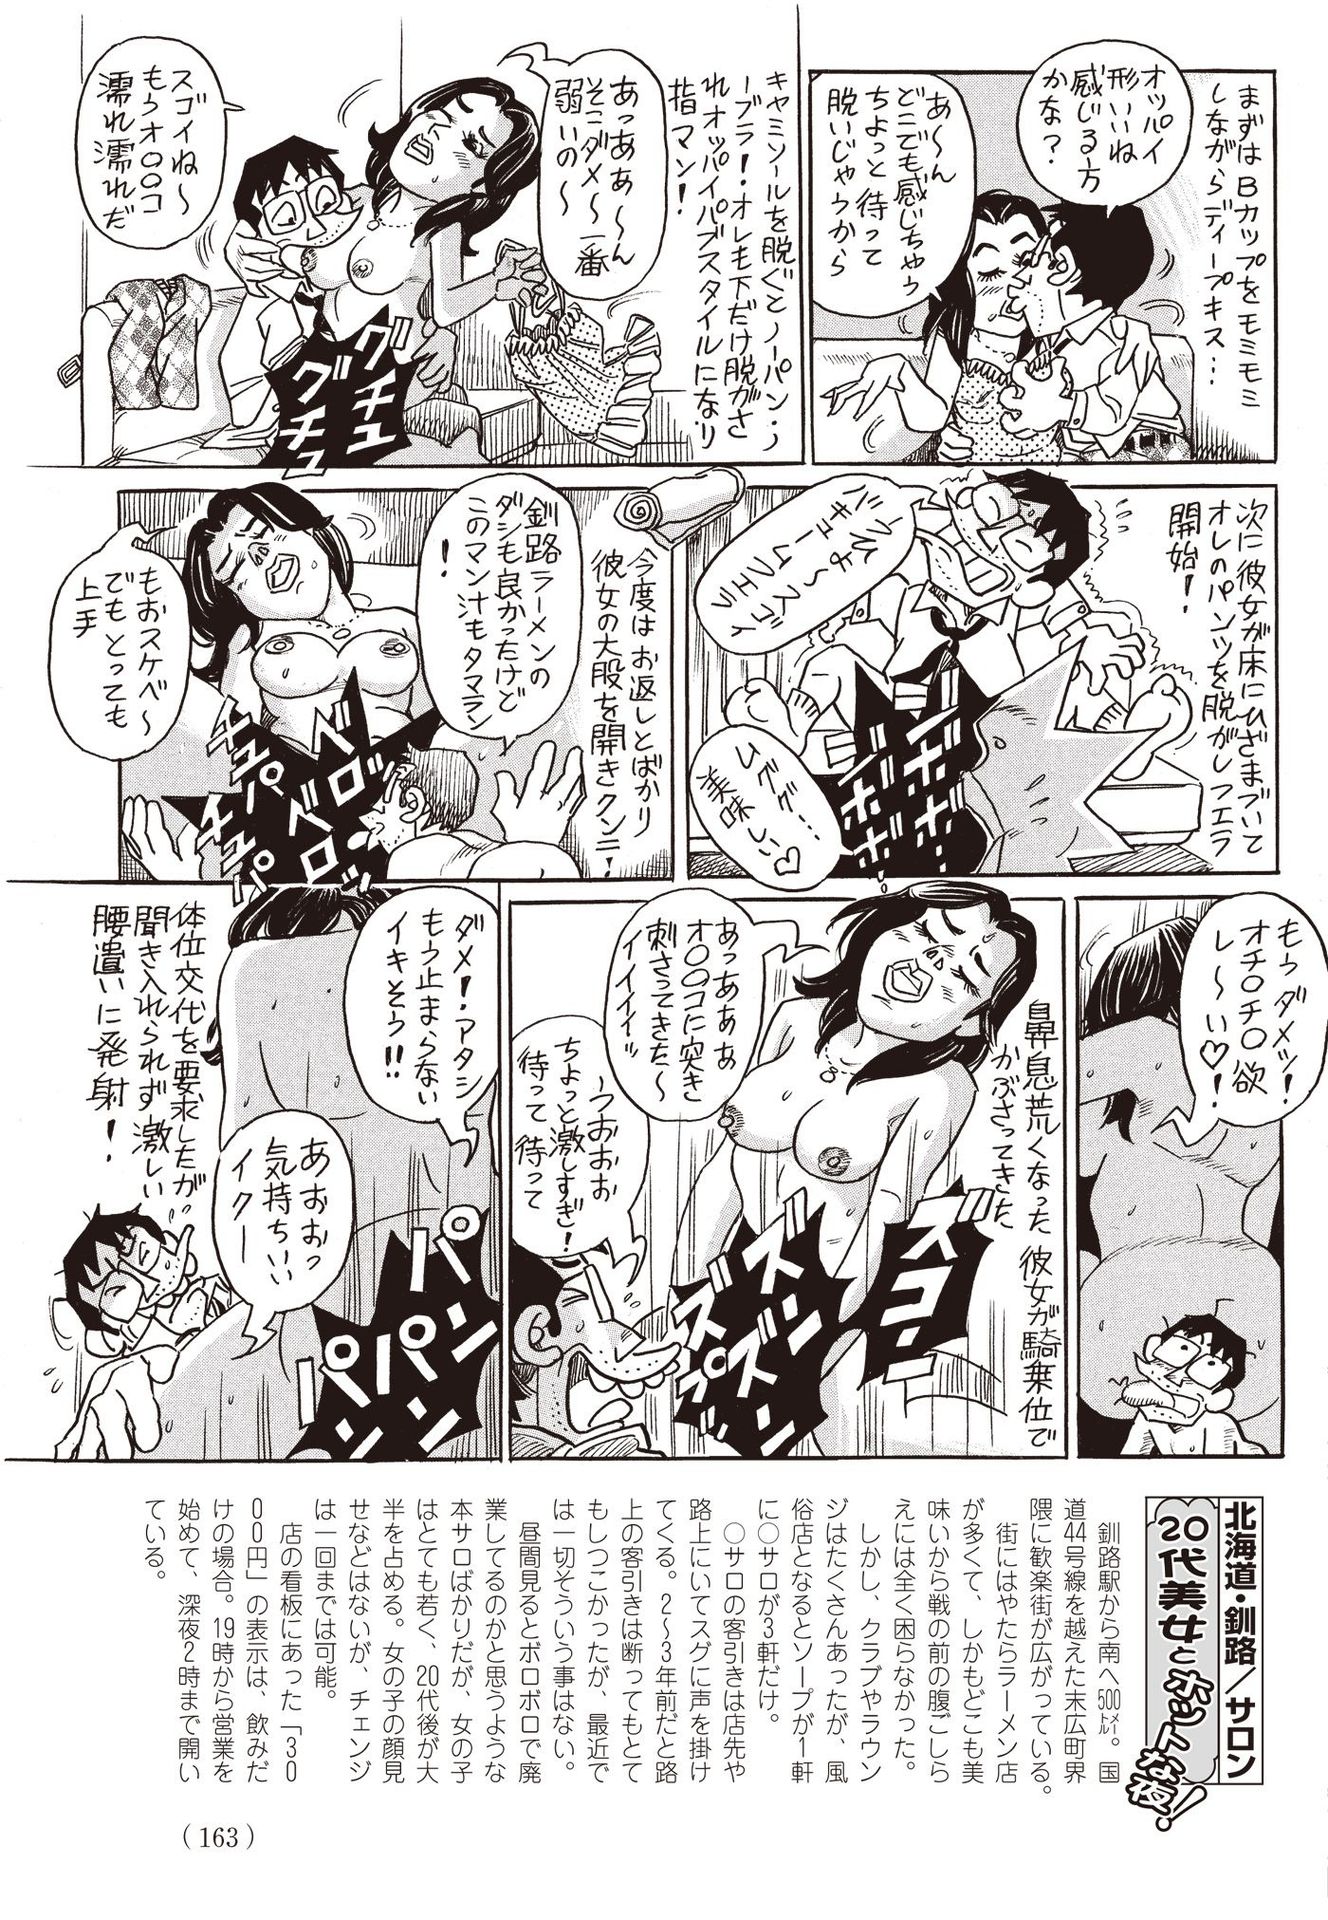 まずはBカップをモミモミ
しながらディープキス…
オッパイ
形いいね
感じる方
かな?
あ〜ん
どこでも感じちゃう
ちょっと待って
脱いじゃうから
キャミソールを脱ぐとノーパン・ノ
ーブラ!オレも下だけ脱がさ
れオッパイパブスタイルになり
指マン!
あっああ〜ん
そこダメ〜一番
弱いの〜
スゴイね〜
もうオ○○コ
濡れ濡れだ
グチュ
グチュ
次に彼女が床にひざまづいて
オレのパンツを脱がしフェラ
開始!
バキューム
フェラ
ムググ…
美味しい♡
ジボボ
ジボボ
今度はお返しとばかり
彼女の大股を開きクンニ!
釧路ラーメンの
ダシも良かったけど
このマン汁もタマラン
!
もおスケベ〜
でもとっても
上手
ベロベロ
チュパチュパ
もうダメッ!
オチ○チ○欲
し〜い♡!
鼻息荒くなった彼女が騎乗位で
かぶさってきた
あっあああ
オ○○コに突き
刺さってきた〜
イイイイッ
うおおお
ちょっと激しすぎ!
待って待って
ズコー
ズンズン
ズズズ
ダメ!アタシ
もう止まらない
イキそう!!
体位交代を要求したが
聞き入れられず激しい
腰遣いに発射!
あおおっ
気持ちいい
イクー
パンパン
パンパン
北海道・釧路/サロン
20代美女と
ホットな夜!
釧路駅から南へ500メートル。国
道44号線を越えた末広町界
隈に歓楽街が広がっている。
街にはやたらラーメン店
が多くて、しかもどこも美
味いから戦の前の腹ごしら
えには全く困らなかった。
しかし、クラブやラウン
ジはたくさんあったが、風
俗店となるとソープが1軒
に○サロが3軒だけ。
○サロの客引きは店先や
路上にいてスグに声を掛け
てくる。2〜3年前だと路
上の客引きは断ってもとて
もしつこかったが、最近で
は一切そういう事はない。
昼間見るとボロボロで廃
業してるのかと思うような
本サロばかりだが、女の子
はとても若く、20代後が大
半を占める。女の子の顔見
せなどはないが、チェンジ
は一回までは可能。
店の看板にあった「30
00円」の表示は、飲みだ
けの場合。19時から営業を
始めて、深夜2時まで開い
ている。
(163)